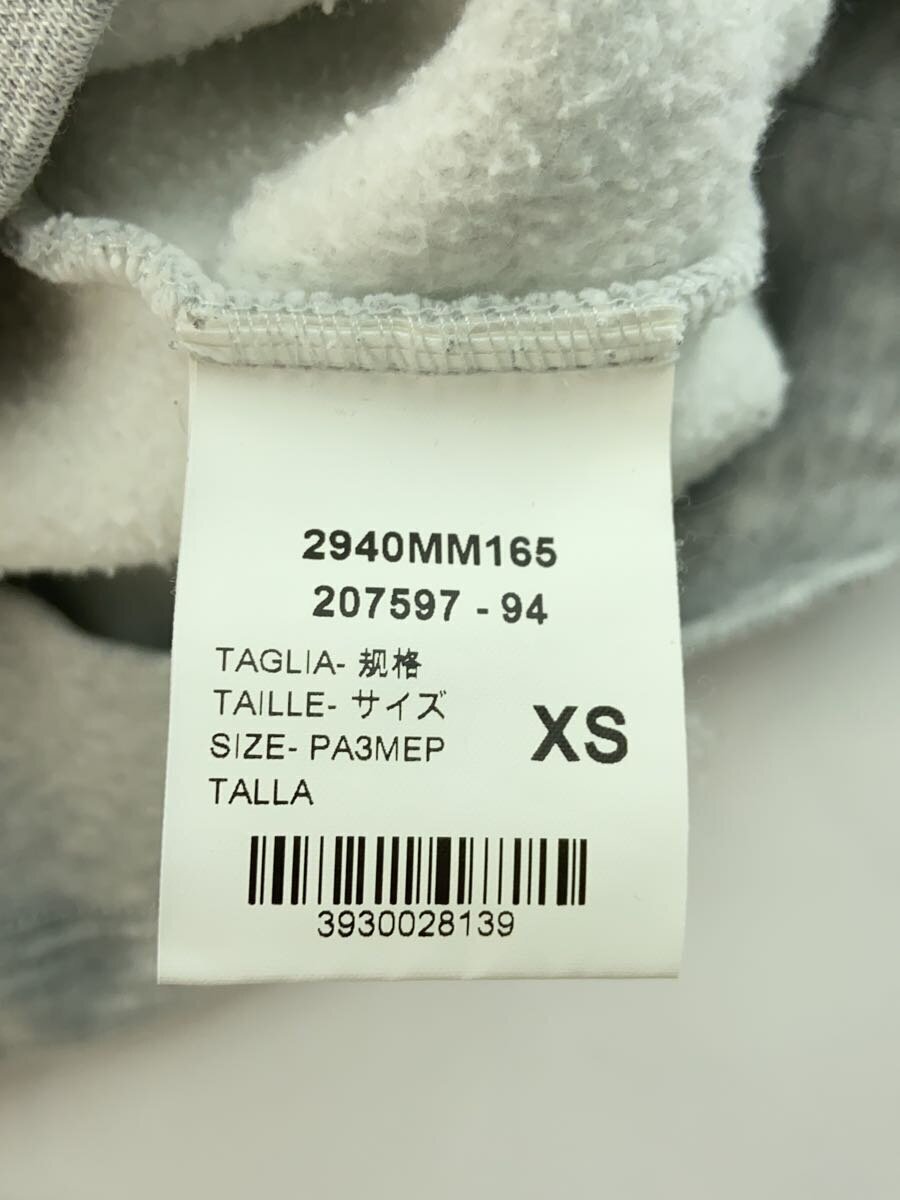 2940MM165
207597 - 94
TAGLIA- 规格
TAILLE- サイズ
SIZE- PA3MEP
TALLA
XS
3930028139